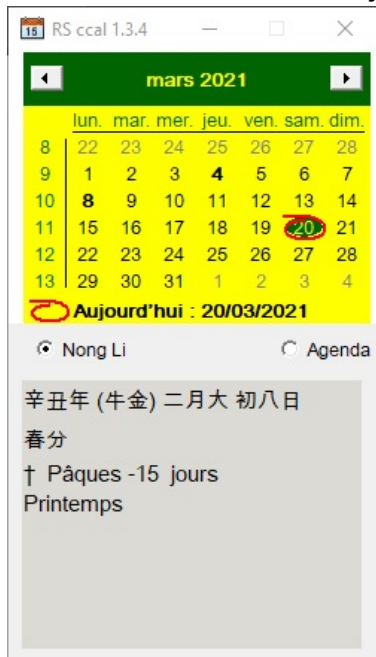 15 RS ccal 1.3.4
mars 2021
lun. mar. mer. jeu. ven. sam. dim.
8 22 23 24 25 26 27 28
9 1 2 3 4 5 6 7
10 8 9 10 11 12 13 14
11 15 16 17 18 19 20 21
12 22 23 24 25 26 27 28
13 29 30 31 1 2 3 4
Aujourd'hui : 20/03/2021
Nong Li Agenda
辛丑年 (牛金) 二月大 初八日
春分
† Pâques -15 jours
Printemps